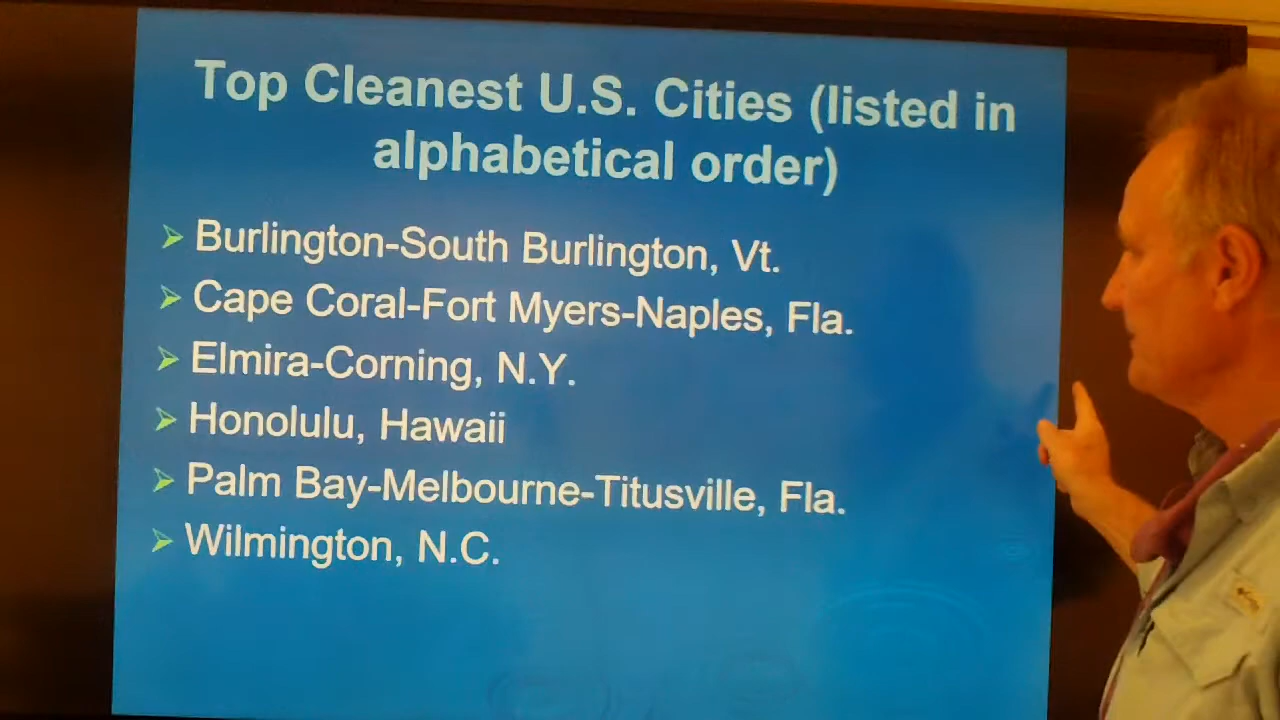 Top Cleanest U.S. Cities (listed in
alphabetical order)
Burlington-South Burlington, Vt.
Cape Coral-Fort Myers-Naples, Fla.
Elmira-Corning, N.Y.
Honolulu, Hawaii
Palm Bay-Melbourne-Titusville, Fla.
Wilmington, N.C.